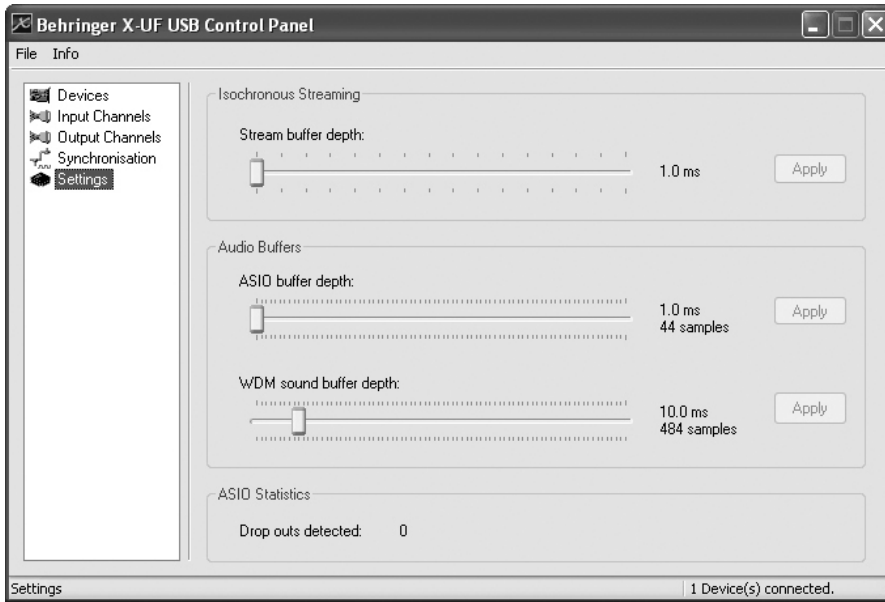 Behringer X-UF USB Control Panel
File Info
Devices
Input Channels
Output Channels
Synchronisation
Settings
Isochronous Streaming
Stream buffer depth:
1.0 ms
Apply
Audio Buffers
ASIO buffer depth:
1.0 ms
44 samples
Apply
WDM sound buffer depth:
10.0 ms
484 samples
Apply
ASIO Statistics
Drop outs detected: 0
Settings
1 Device(s) connected.